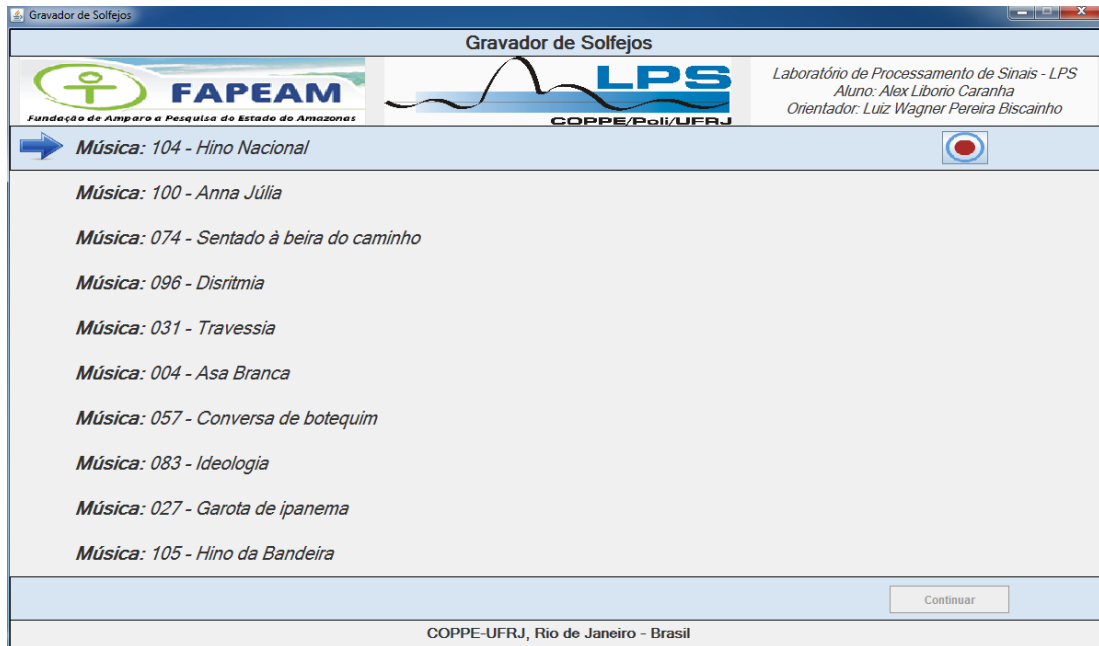 Gravador de Solfejos
Gravador de Solfejos
FAPEAM
Fundação de Amparo a Pesquisa do Estado do Amazonas
LPS
COPPE/Poli/UFRJ
Laboratório de Processamento de Sinais - LPS
Aluno: Alex Liborio Caranha
Orientador: Luiz Wagner Pereira Biscainho
Música: 104 - Hino Nacional
Música: 100 - Anna Júlia
Música: 074 - Sentado à beira do caminho
Música: 096 - Disritmia
Música: 031 - Travessia
Música: 004 - Asa Branca
Música: 057 - Conversa de botequim
Música: 083 - Ideologia
Música: 027 - Garota de ipanema
Música: 105 - Hino da Bandeira
Continuar
COPPE-UFRJ, Rio de Janeiro - Brasil